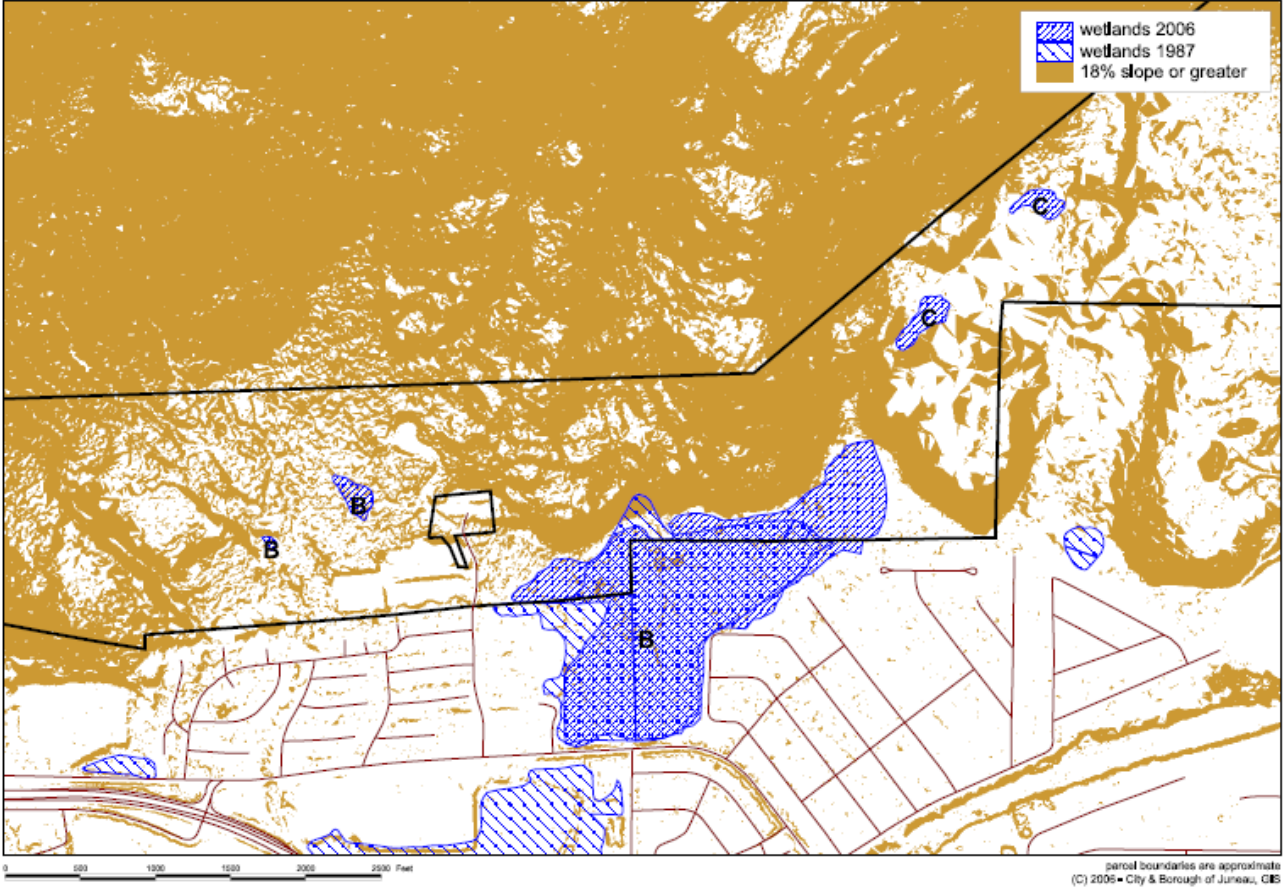 wetlands 2006
wetlands 1987
18% slope or greater
C
C
B
B
B
0 500 1000 1500 2000 2500 Feet
parcel boundaries are approximate
(C) 2006 - City & Borough of Juneau, GIS